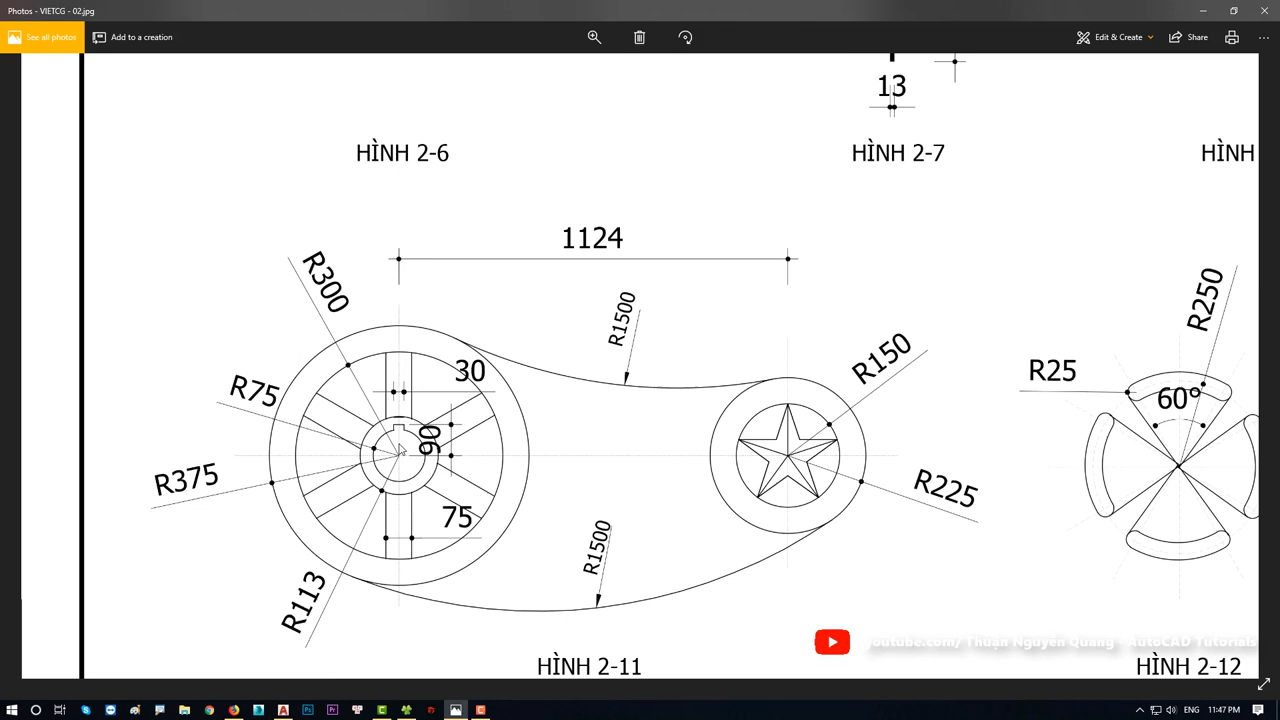 Photos - VIETCG - 02.jpg
See all photos
Add to a creation
Edit & Create
Share
13
HÌNH 2-6
HÌNH 2-7
HÌNH
1124
R300
R1500
R250
R150
R75
30
R25
60°
90
R375
R225
75
R1500
R113
youtube.com/ Thuận Nguyễn Quang - AutoCAD Tutorials
HÌNH 2-11
HÌNH 2-12
ENG
11:47 PM